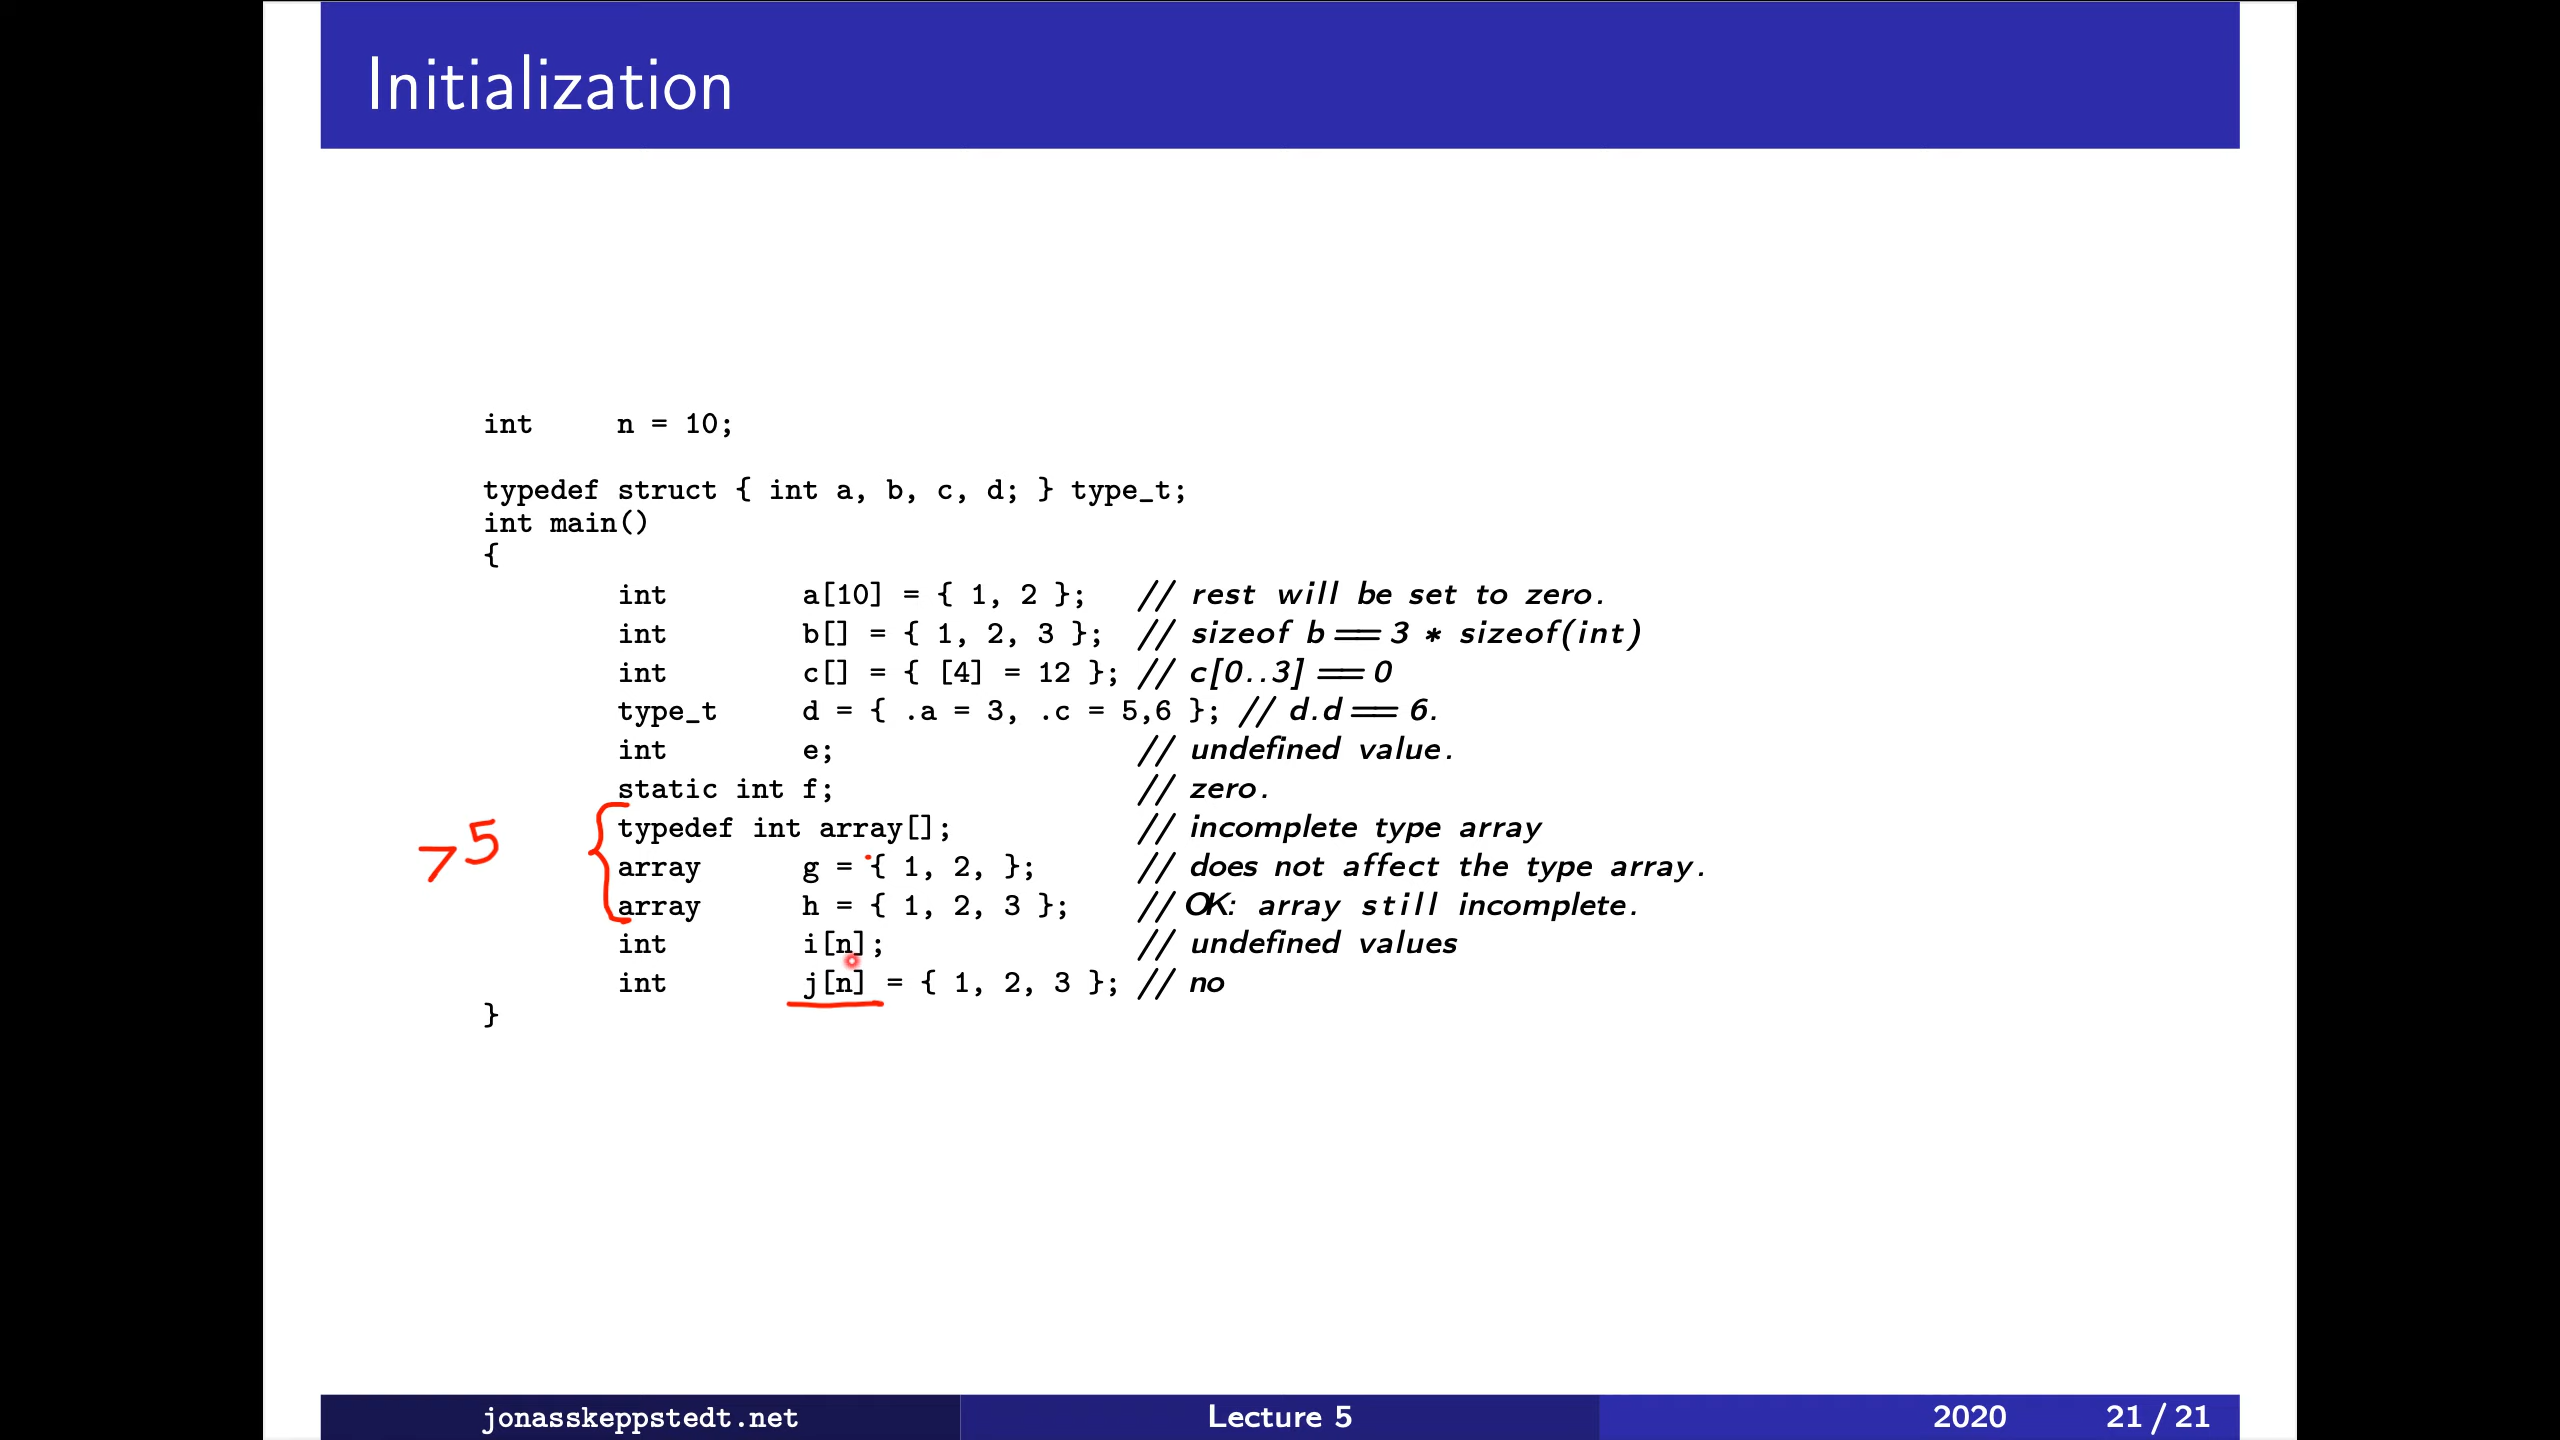 Initialization
int n = 10;
typedef struct { int a, b, c, d; } type_t;
int main()
{
int a[10] = { 1, 2 }; // rest will be set to zero.
int b[] = { 1, 2, 3 }; // sizeof b == 3 * sizeof(int)
int c[] = { [4] = 12 }; // c[0..3] == 0
type_t d = { .a = 3, .c = 5,6 }; // d.d == 6.
int e; // undefined value.
static int f; // zero.
typedef int array[]; // incomplete type array
75
array g = { 1, 2, }; // does not affect the type array.
array h = { 1, 2, 3 }; // OK: array still incomplete.
int i[n]; // undefined values
int j[n] = { 1, 2, 3 }; // no
}
jonasskeppstedt.net Lecture 5 2020 21 / 21